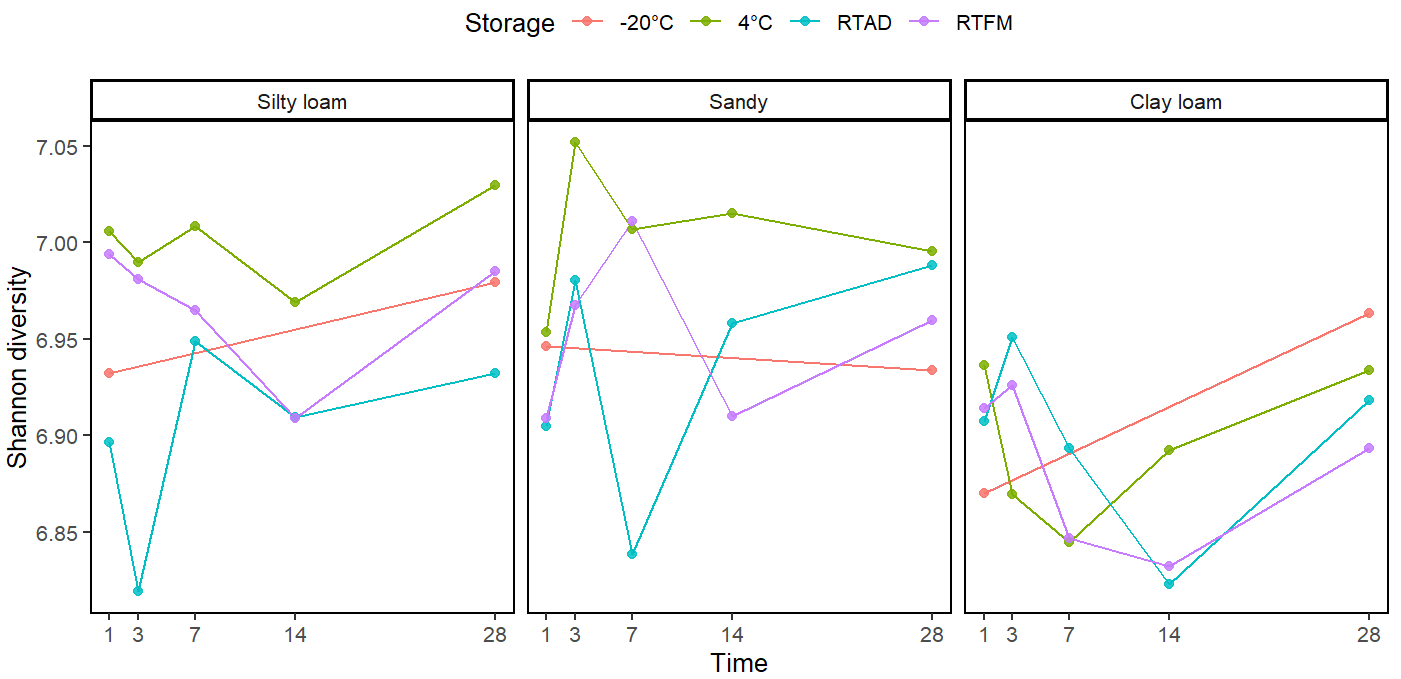 Storage -20°C 4°C RTAD RTFM
Silty loam Sandy Clay loam
Shannon diversity
7.05
7.00
6.95
6.90
6.85
1 3 7 14 28 1 3 7 14 28 1 3 7 14 28
Time